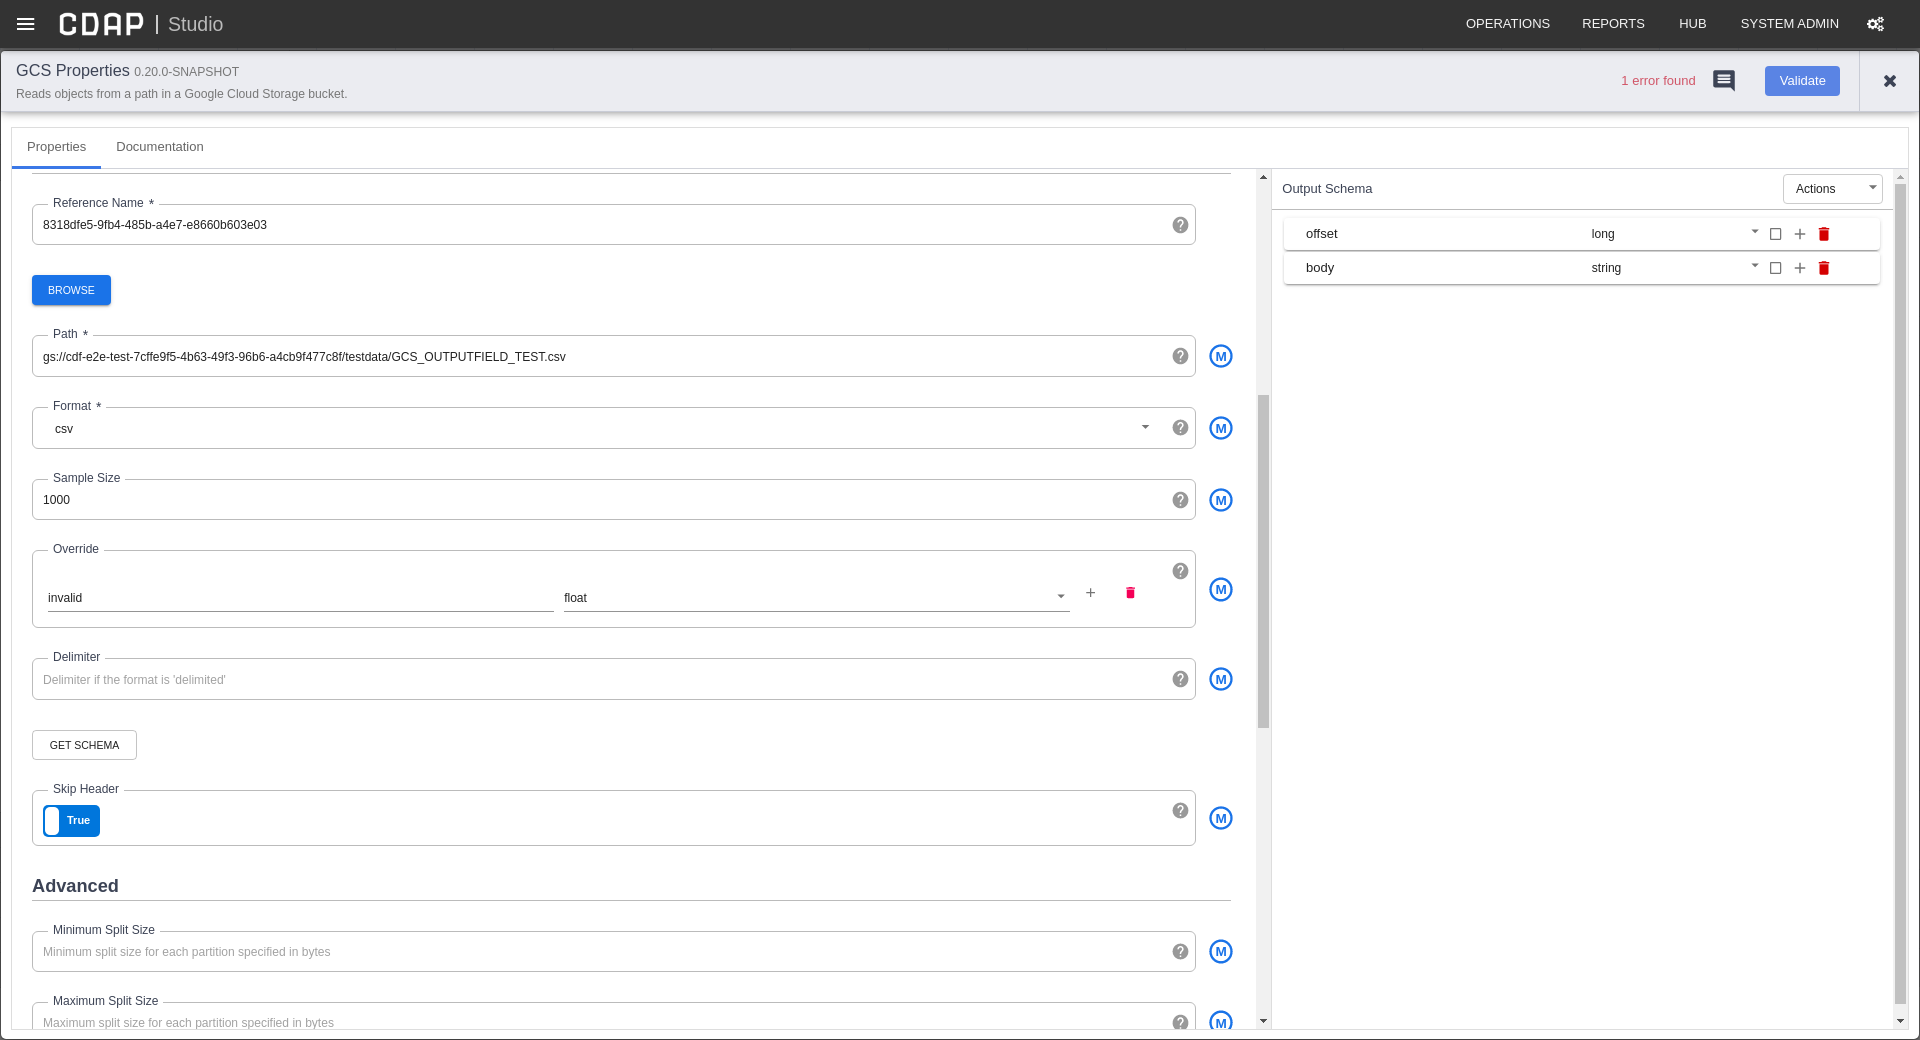 CDAP | Studio
OPERATIONS REPORTS HUB SYSTEM ADMIN
GCS Properties 0.20.0-SNAPSHOT
Reads objects from a path in a Google Cloud Storage bucket.
1 error found
Validate
Properties Documentation
Reference Name *
8318dfe5-9fb4-485b-a4e7-e8660b603e03
BROWSE
Path *
gs://cdf-e2e-test-7cffe9f5-4b63-49f3-96b6-a4cb9f477c8f/testdata/GCS_OUTPUTFIELD_TEST.csv
M
Format *
csv
M
Sample Size
1000
M
Override
invalid float
M
Delimiter
Delimiter if the format is 'delimited'
M
GET SCHEMA
Skip Header
True
M
Advanced
Minimum Split Size
Minimum split size for each partition specified in bytes
M
Maximum Split Size
Maximum split size for each partition specified in bytes
M
Output Schema
Actions
offset long
body string